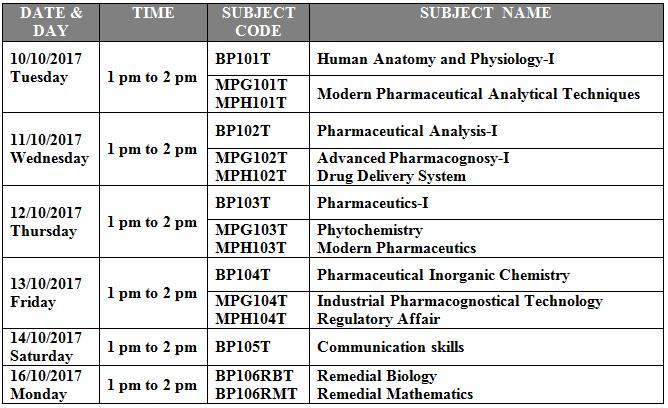 DATE & DAY TIME SUBJECT CODE SUBJECT NAME
10/10/2017 Tuesday 1 pm to 2 pm BP101T Human Anatomy and Physiology-I
MPG101T MPH101T Modern Pharmaceutical Analytical Techniques
11/10/2017 Wednesday 1 pm to 2 pm BP102T Pharmaceutical Analysis-I
MPG102T Advanced Pharmacognosy-I
MPH102T Drug Delivery System
12/10/2017 Thursday 1 pm to 2 pm BP103T Pharmaceutics-I
MPG103T Phytochemistry
MPH103T Modern Pharmaceutics
13/10/2017 Friday 1 pm to 2 pm BP104T Pharmaceutical Inorganic Chemistry
MPG104T Industrial Pharmacognostical Technology
MPH104T Regulatory Affair
14/10/2017 Saturday 1 pm to 2 pm BP105T Communication skills
16/10/2017 Monday 1 pm to 2 pm BP106RBT Remedial Biology
BP106RMT Remedial Mathematics